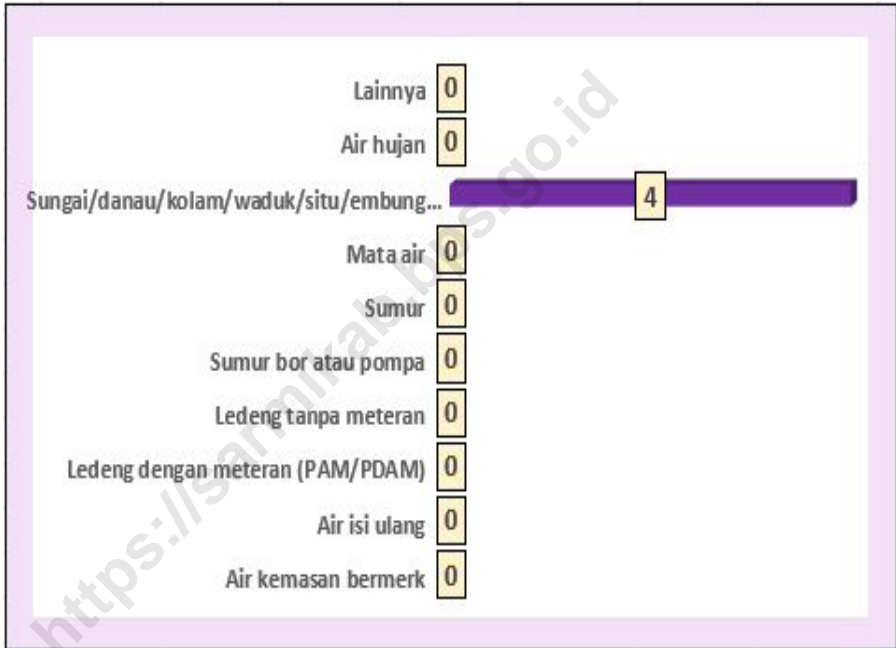 Lainnya 0
Air hujan 0
Sungai/danau/kolam/waduk/situ/embung... 4
Mata air 0
Sumur 0
Sumur bor atau pompa 0
Ledeng tanpa meteran 0
Ledeng dengan meteran (PAM/PDAM) 0
Air isi ulang 0
Air kemasan bermerk 0
https://sarmikab.bps.go.id